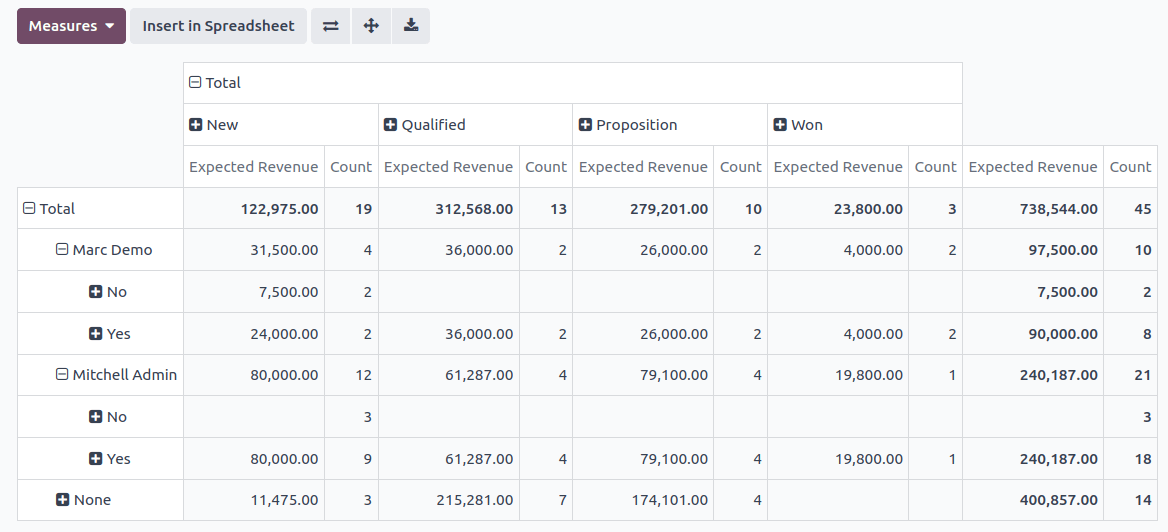 Measures Insert in Spreadsheet
Total
New Qualified Proposition Won
Expected Revenue Count Expected Revenue Count Expected Revenue Count Expected Revenue Count Expected Revenue Count
Total 122,975.00 19 312,568.00 13 279,201.00 10 23,800.00 3 738,544.00 45
Marc Demo 31,500.00 4 36,000.00 2 26,000.00 2 4,000.00 2 97,500.00 10
No 7,500.00 2 7,500.00 2
Yes 24,000.00 2 36,000.00 2 26,000.00 2 4,000.00 2 90,000.00 8
Mitchell Admin 80,000.00 12 61,287.00 4 79,100.00 4 19,800.00 1 240,187.00 21
No 3 3
Yes 80,000.00 9 61,287.00 4 79,100.00 4 19,800.00 1 240,187.00 18
None 11,475.00 3 215,281.00 7 174,101.00 4 400,857.00 14